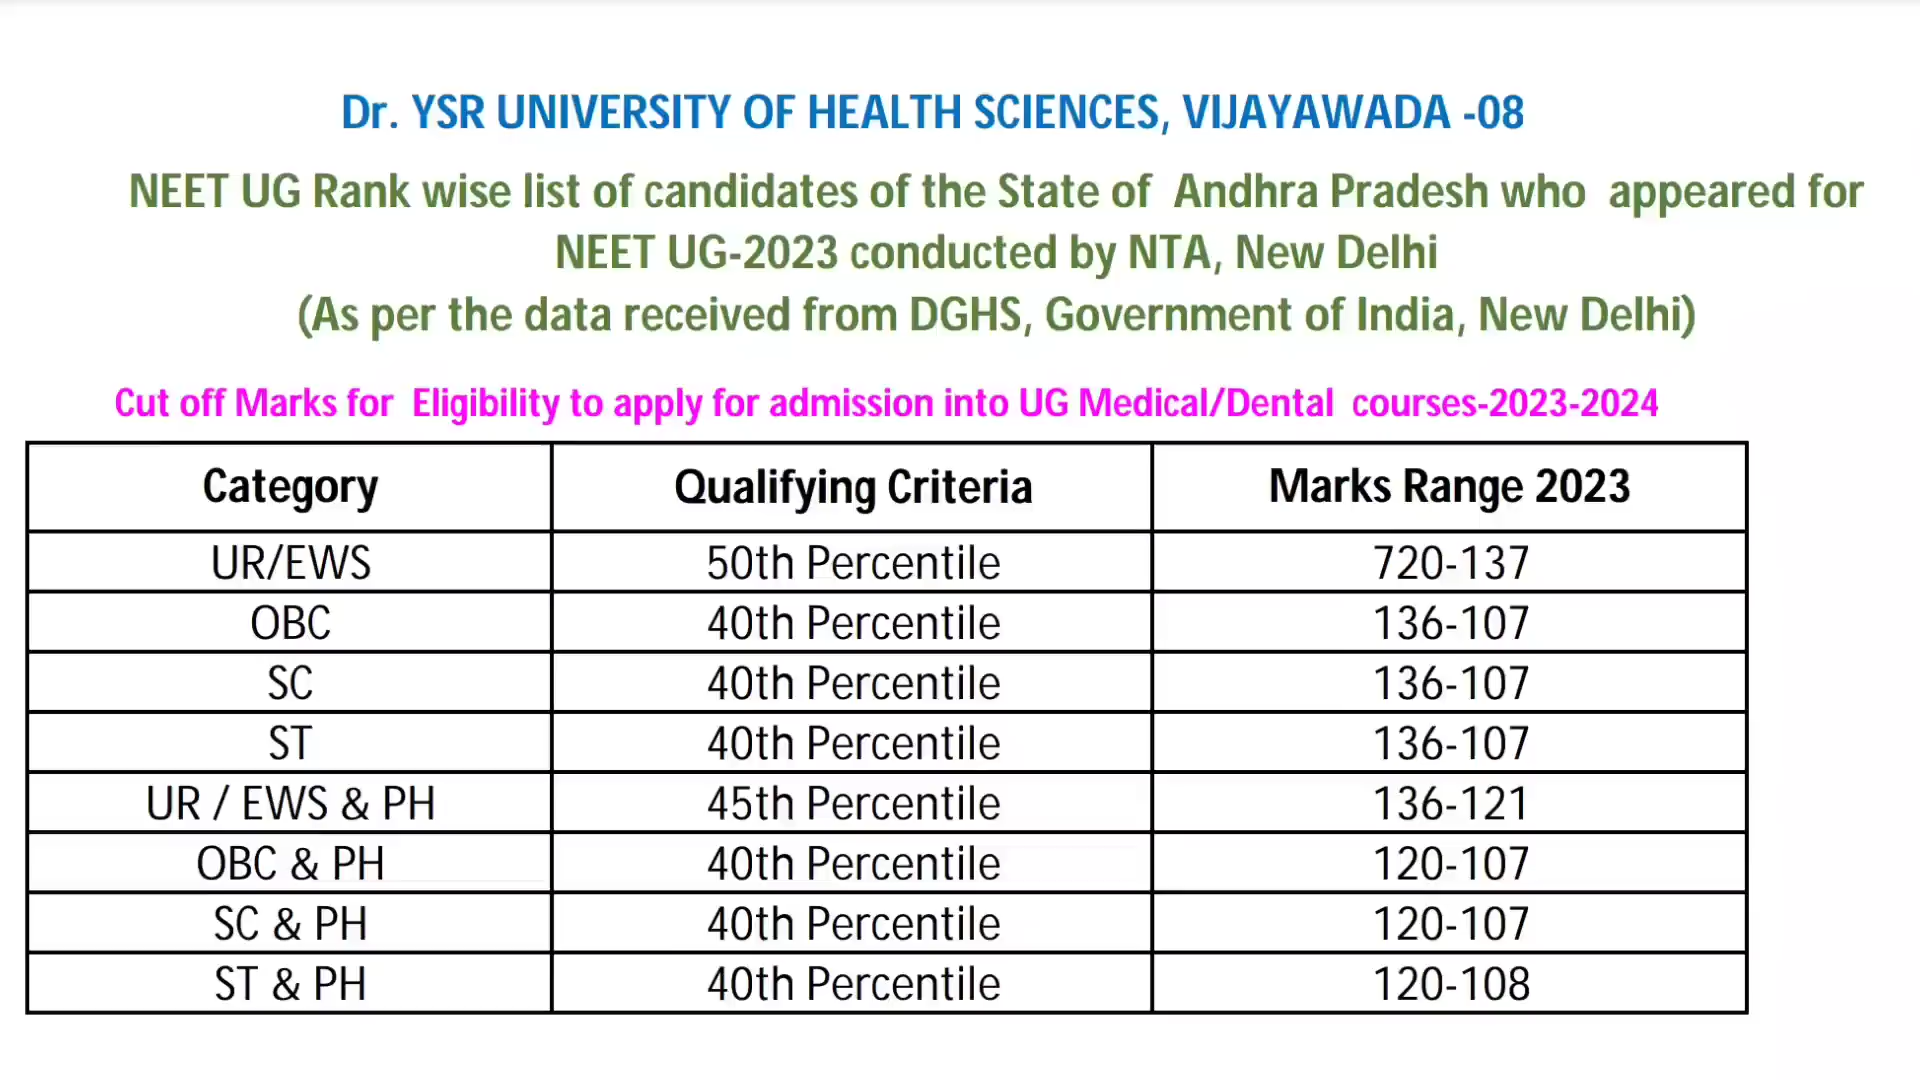 Dr. YSR UNIVERSITY OF HEALTH SCIENCES, VIJAYAWADA -08
NEET UG Rank wise list of candidates of the State of Andhra Pradesh who appeared for
NEET UG-2023 conducted by NTA, New Delhi
(As per the data received from DGHS, Government of India, New Delhi)
Cut off Marks for Eligibility to apply for admission into UG Medical/Dental courses-2023-2024
Category Qualifying Criteria Marks Range 2023
UR/EWS 50th Percentile 720-137
OBC 40th Percentile 136-107
SC 40th Percentile 136-107
ST 40th Percentile 136-107
UR / EWS & PH 45th Percentile 136-121
OBC & PH 40th Percentile 120-107
SC & PH 40th Percentile 120-107
ST & PH 40th Percentile 120-108